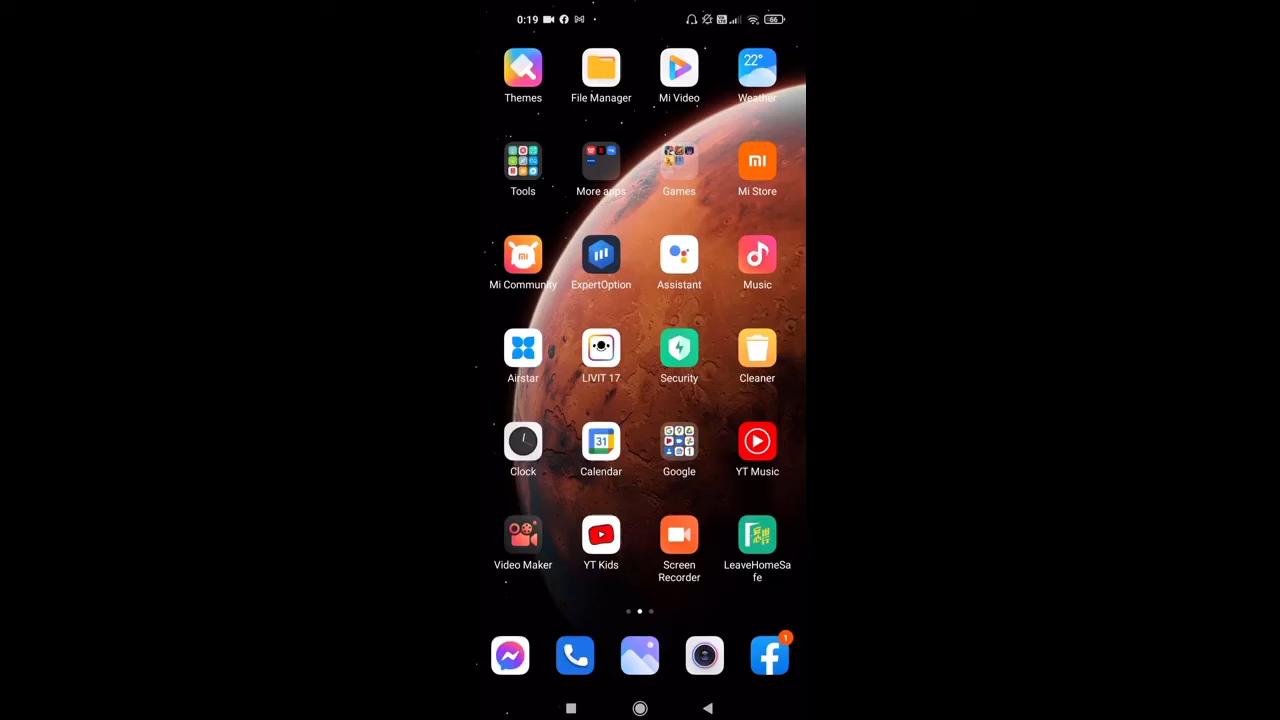 0:19
66
22°
Themes File Manager Mi Video Weather
Tools More apps Games Mi Store
Mi Community ExpertOption Assistant Music
Airstar LIVIT 17 Security Cleaner
31
Clock Calendar Google YT Music
Video Maker YT Kids Screen Recorder LeaveHomeSafe
1